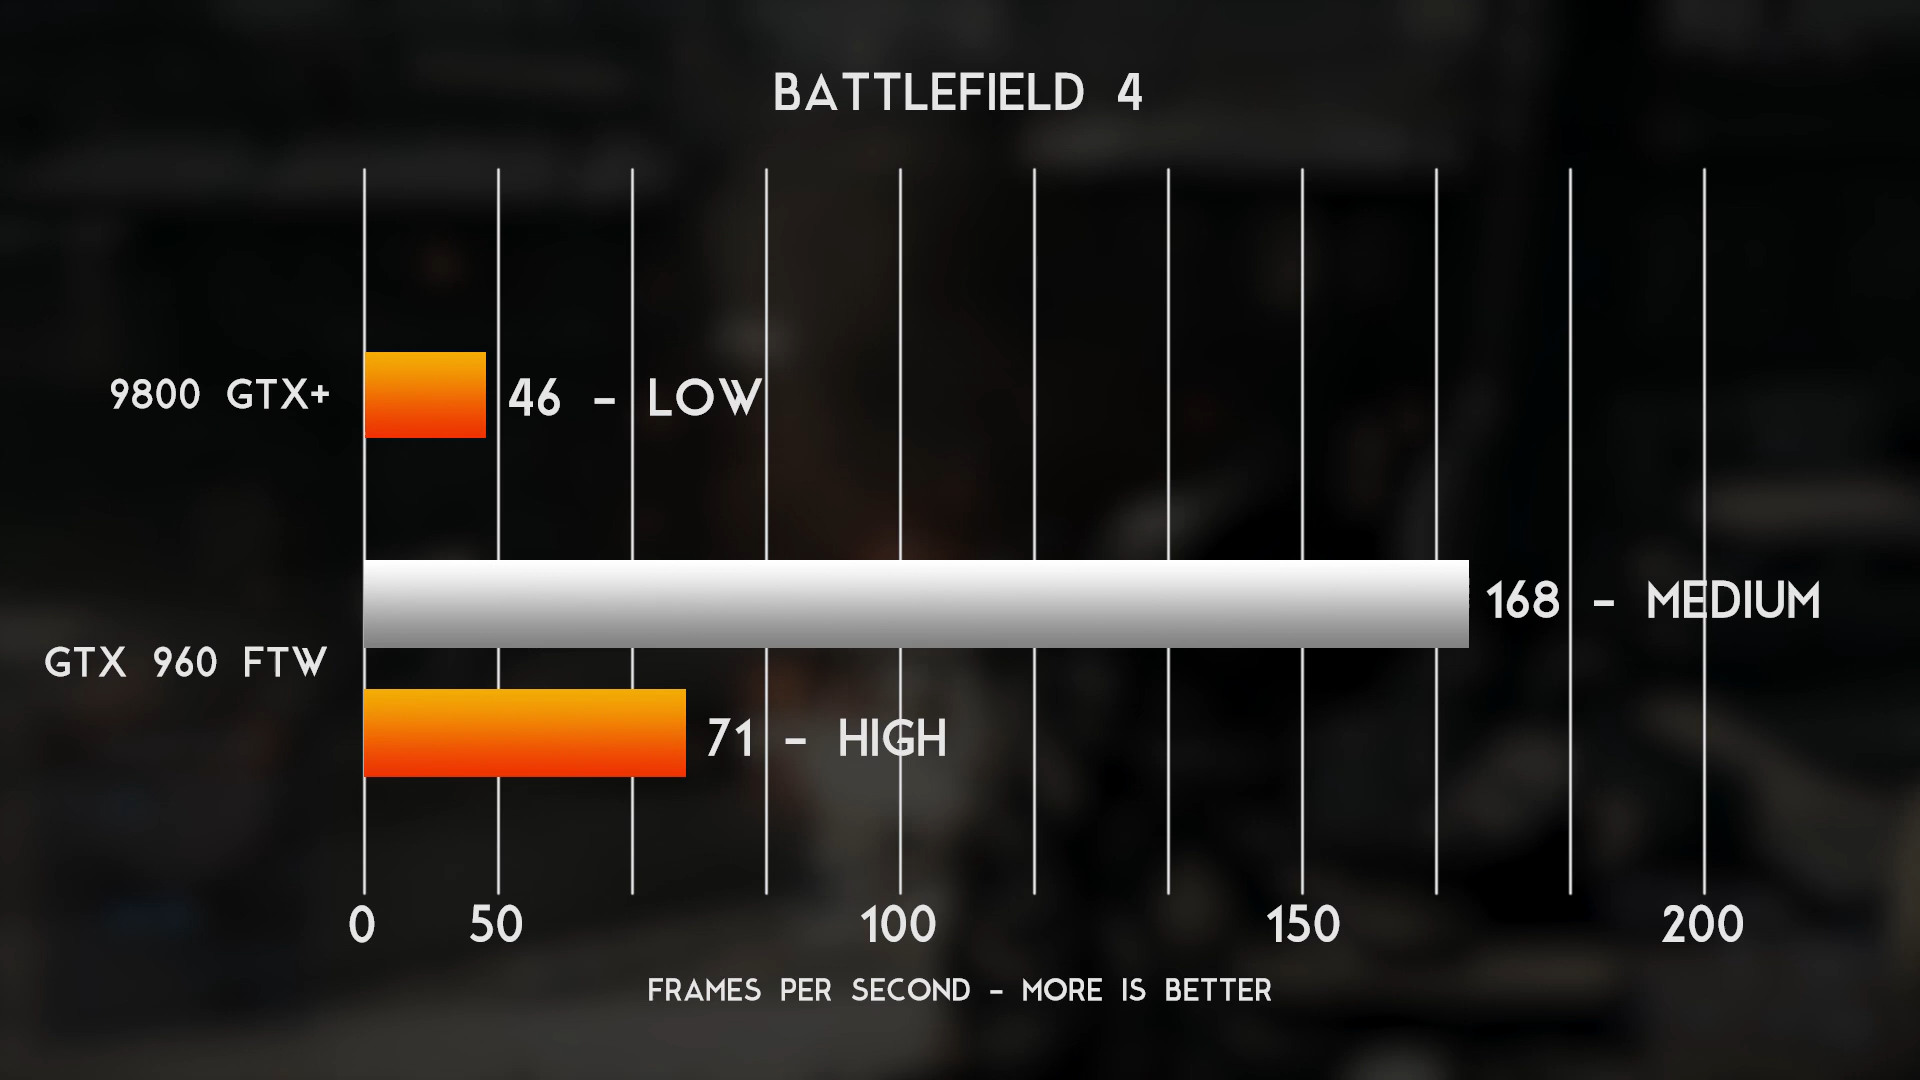 BATTLEFIELD 4
9800 GTX+
46 - LOW
168 - MEDIUM
GTX 960 FTW
71 - HIGH
0 50 100 150 200
FRAMES PER SECOND - MORE IS BETTER